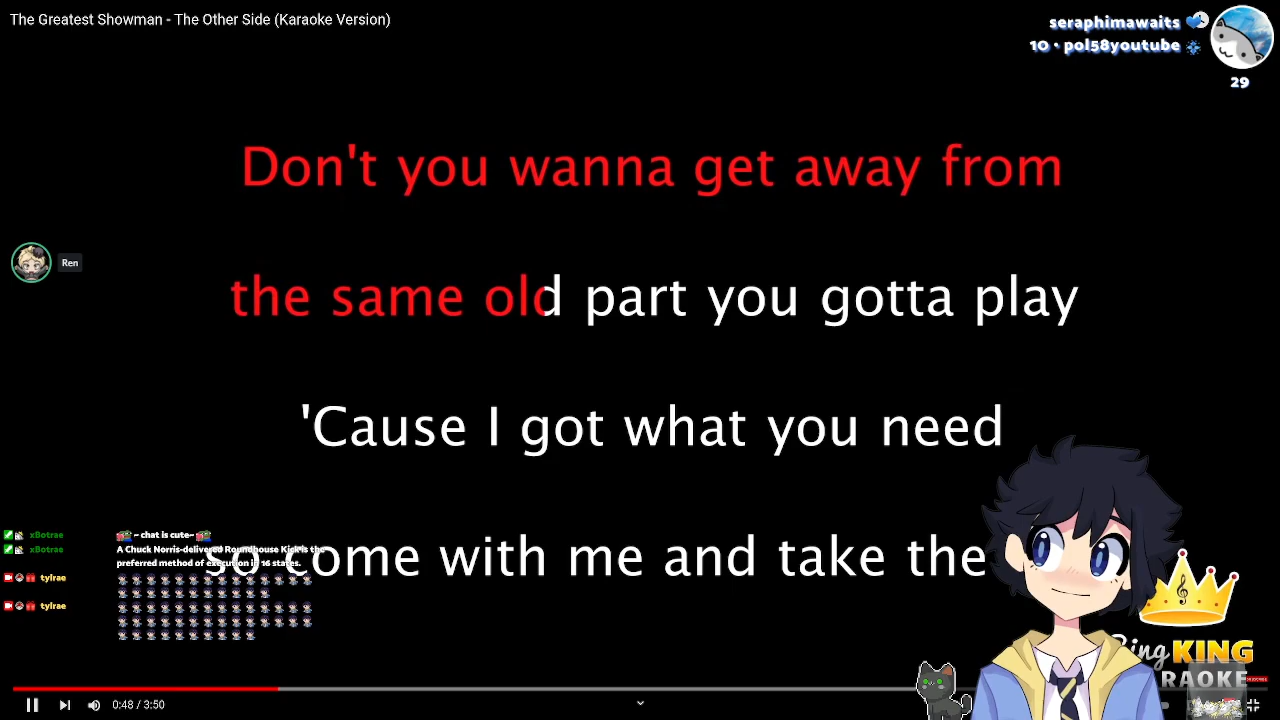 The Greatest Showman - The Other Side (Karaoke Version)
seraphimawaits
10 • pol58youtube
29
Don't you wanna get away from
Ren
the same old part you gotta play
'Cause I got what you need
so come with me and take the
xBotrae ~ chat is cute~
xBotrae A Chuck Norris-delivered Roundhouse Kick is the
preferred method of execution in 16 states.
tylrae
tylrae
Sing KING
RAOKE
0:48 / 3:50